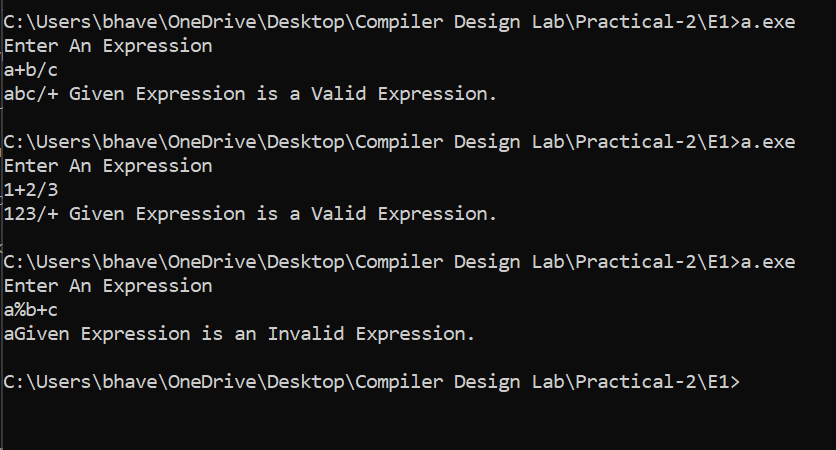 C:\Users\bhave\OneDrive\Desktop\Compiler Design Lab\Practical-2\E1>a.exe
Enter An Expression
a+b/c
abc/+ Given Expression is a Valid Expression.
C:\Users\bhave\OneDrive\Desktop\Compiler Design Lab\Practical-2\E1>a.exe
Enter An Expression
1+2/3
123/+ Given Expression is a Valid Expression.
C:\Users\bhave\OneDrive\Desktop\Compiler Design Lab\Practical-2\E1>a.exe
Enter An Expression
a%b+c
aGiven Expression is an Invalid Expression.
C:\Users\bhave\OneDrive\Desktop\Compiler Design Lab\Practical-2\E1>